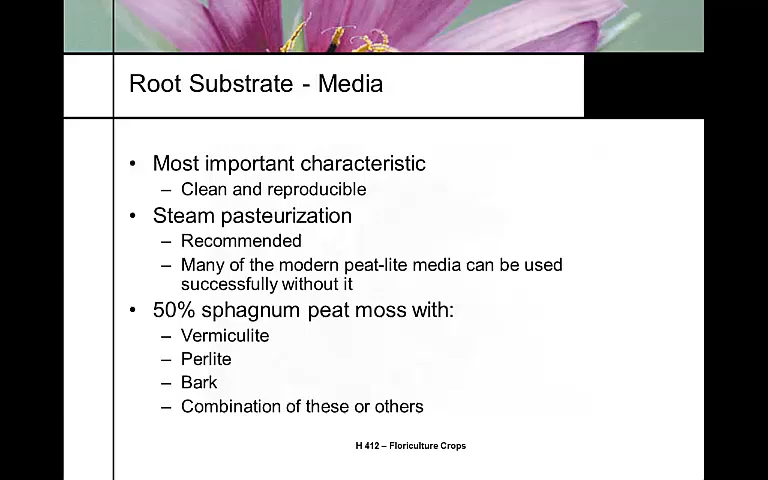 Root Substrate - Media
• Most important characteristic
– Clean and reproducible
• Steam pasteurization
– Recommended
– Many of the modern peat-lite media can be used
successfully without it
• 50% sphagnum peat moss with:
– Vermiculite
– Perlite
– Bark
– Combination of these or others
H 412 – Floriculture Crops